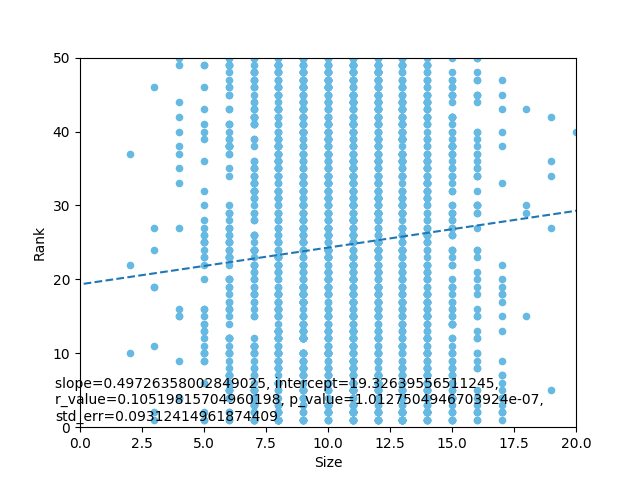 50
40
30
20
10
0
Rank
slope=0.49726358002849025, intercept=19.32639556511245,
r_value=0.10519815704960198, p_value=1.0127504946703924e-07,
std_err=0.09312414961874409
0.0 2.5 5.0 7.5 10.0 12.5 15.0 17.5 20.0
Size